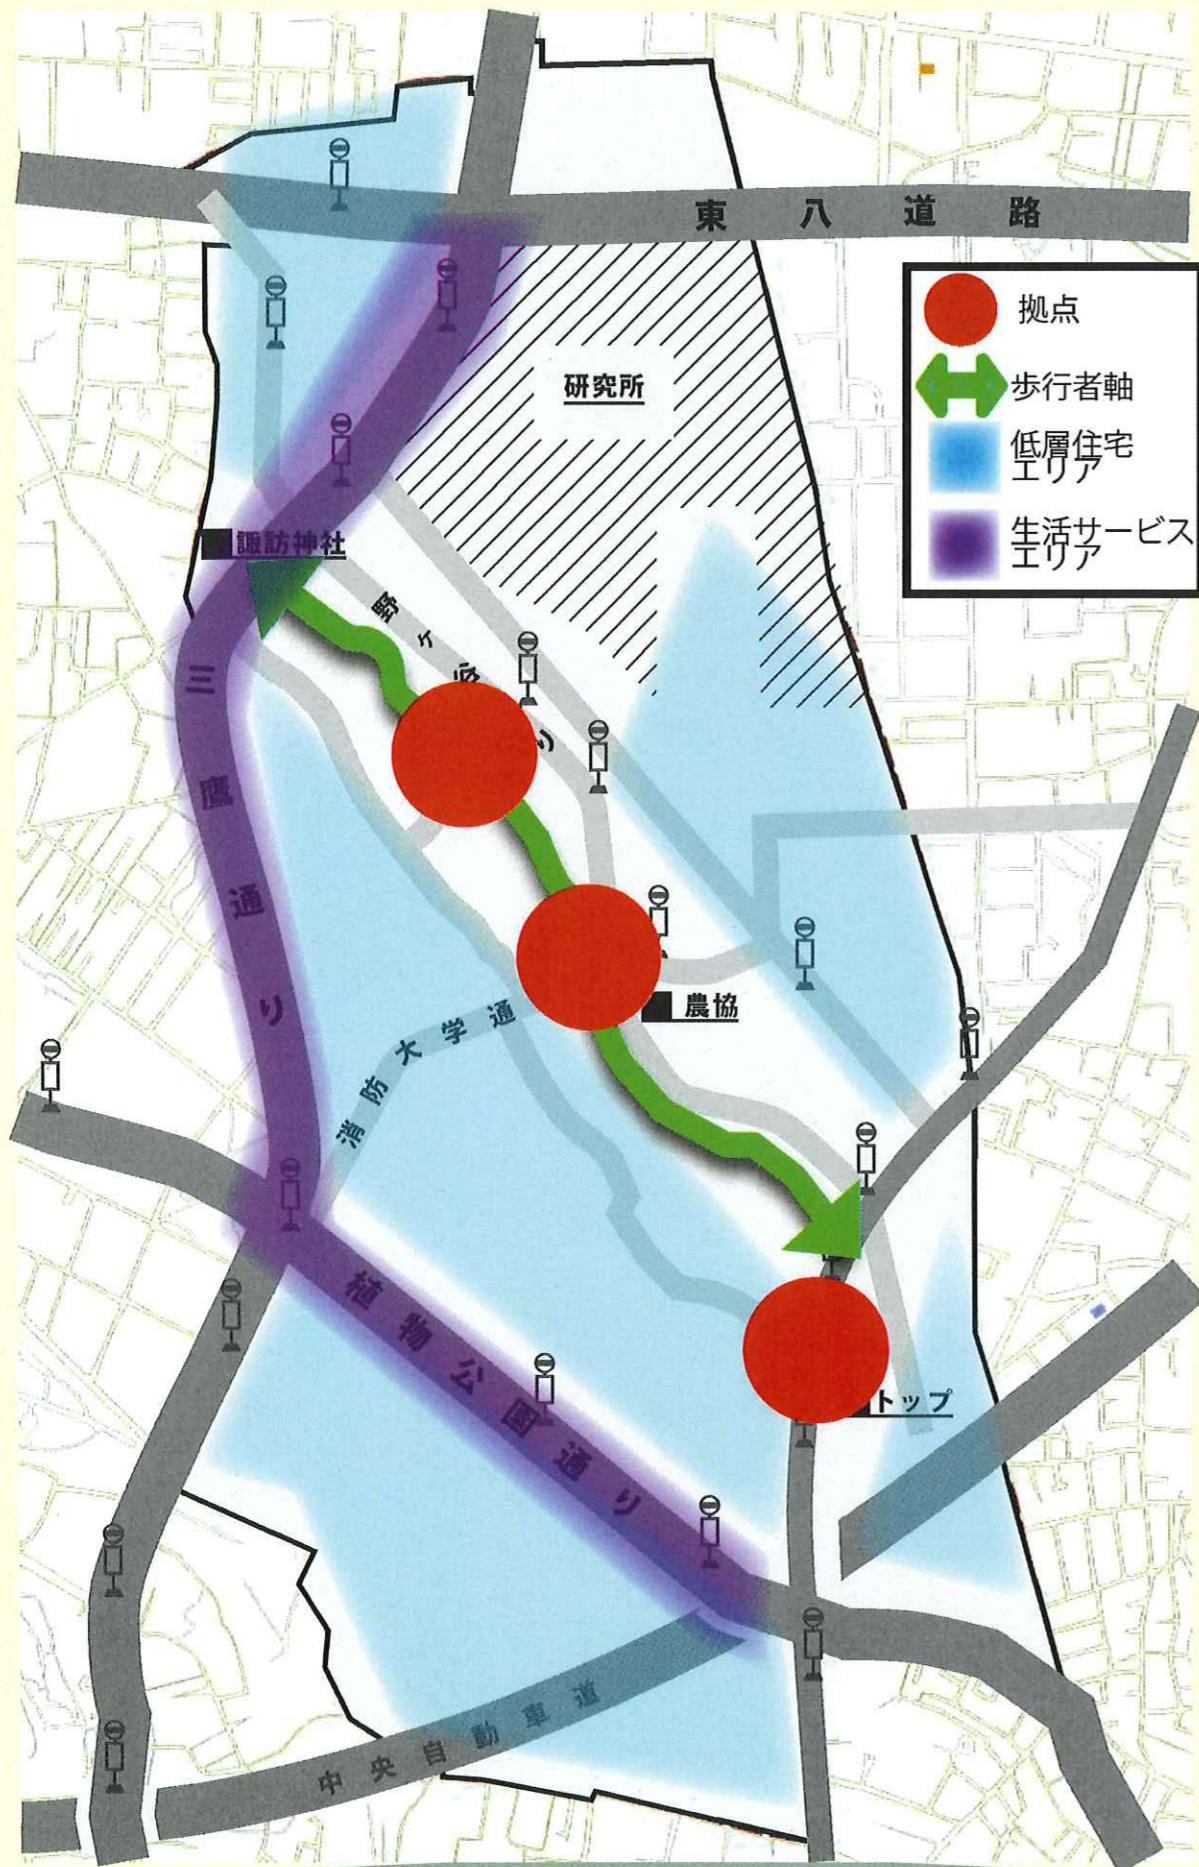 東八道路
拠点
歩行者軸
低層住宅
エリア
生活サービス
エリア
研究所
諏訪神社
野ヶ
り
三鷹通り
農協
消防大学通
植物公園通り
トップ
中央自動車道